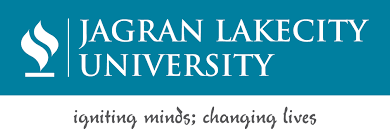 JAGRAN LAKECITY
UNIVERSITY
igniting minds; changing lives